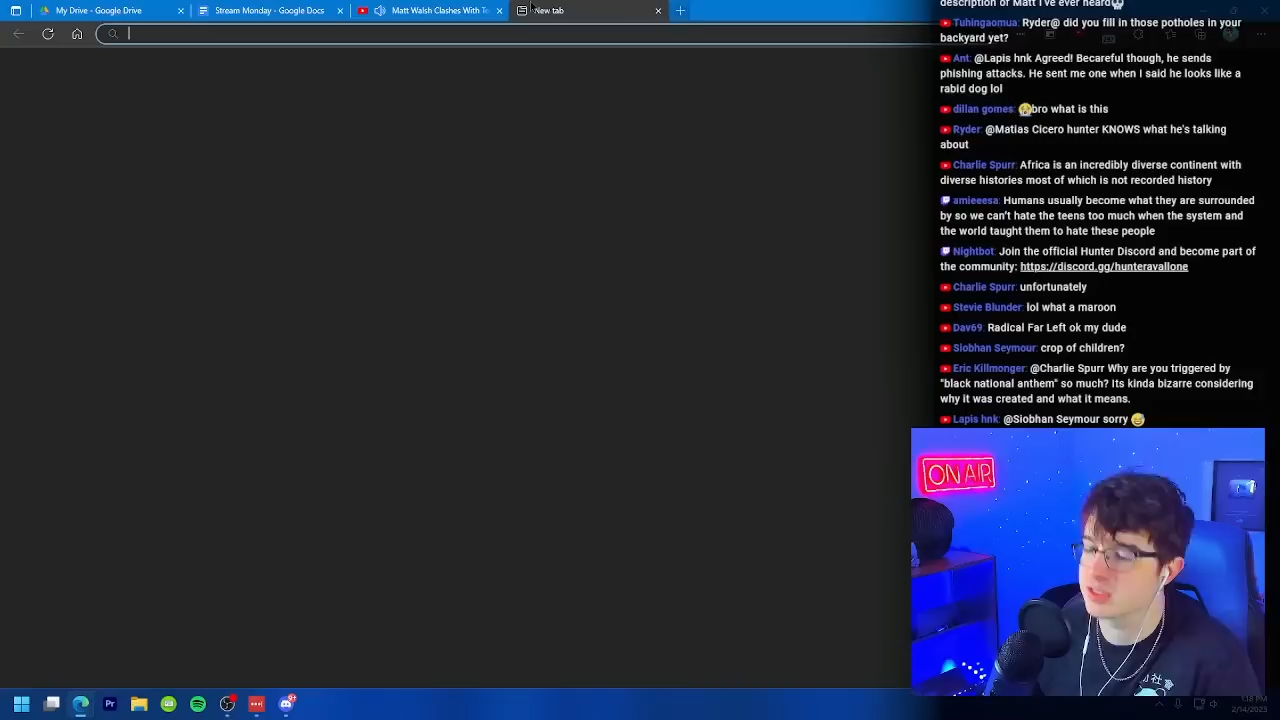 My Drive - Google Drive
Stream Monday - Google Docs
Matt Walsh Clashes With Te
New tab
description of Matt I've ever heard💀
Tuhingaomua: Ryder@ did you fill in those potholes in your
backyard yet?
Ant: @Lapis hnk Agreed! Becareful though, he sends
phishing attacks. He sent me one when I said he looks like a
rabid dog lol
dillan gomes: 😭bro what is this
Ryder: @Matias Cicero hunter KNOWS what he's talking
about
Charlie Spurr: Africa is an incredibly diverse continent with
diverse histories most of which is not recorded history
amieeesa: Humans usually become what they are surrounded
by so we can't hate the teens too much when the system and
the world taught them to hate these people
Nightbot: Join the official Hunter Discord and become part of
the community: https://discord.gg/hunteravallone
Charlie Spurr: unfortunately
Stevie Blunder: lol what a maroon
Dav69: Radical Far Left ok my dude
Siobhan Seymour: crop of children?
Eric Killmonger: @Charlie Spurr Why are you triggered by
"black national anthem" so much? Its kinda bizarre considering
why it was created and what it means.
Lapis hnk: @Siobhan Seymour sorry 😅
ON AIR
Pr
9+
1:18 PM
2/14/2023